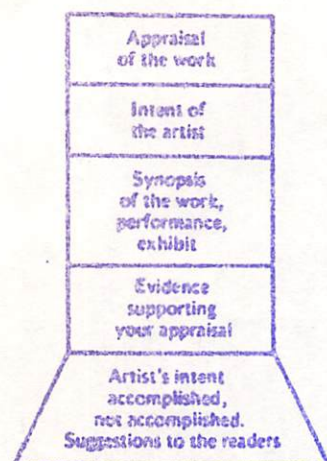 Appraisal
of the work
Intent of
the artist
Synopsis
of the work,
performance,
exhibit
Evidence
supporting
your appraisal
Artist's intent
accomplished,
not accomplished.
Suggestions to the readers